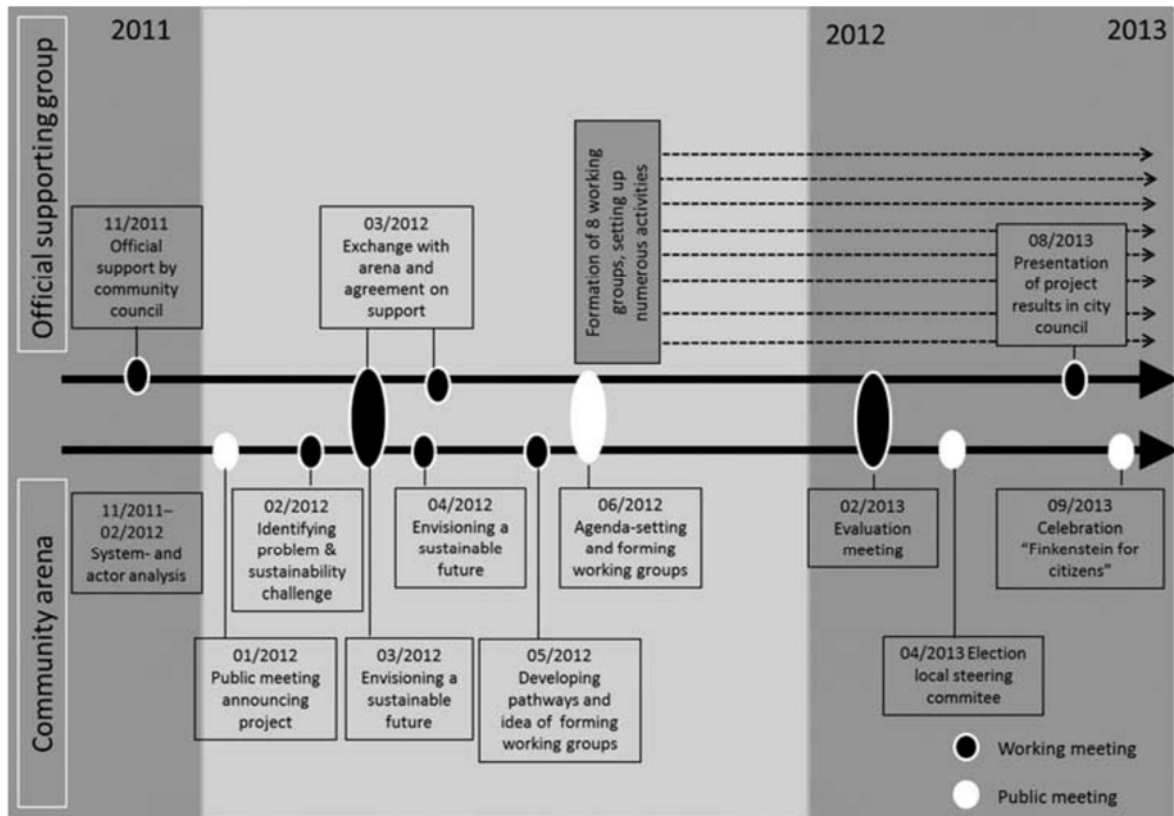 2011
2012
2013
Official supporting group
11/2011
Official
support by
community
council
03/2012
Exchange with
arena and
agreement on
support
Formation of 8 working
groups, setting up
numerous activities
08/2013
Presentation
of project
results in city
council
Community arena
11/2011–
02/2012
System- and
actor analysis
02/2012
Identifying
problem &
sustainability
challenge
04/2012
Envisioning a
sustainable
future
06/2012
Agenda-setting
and forming
working groups
02/2013
Evaluation
meeting
09/2013
Celebration
"Finkenstein for
citizens"
01/2012
Public meeting
announcing
project
03/2012
Envisioning a
sustainable
future
05/2012
Developing
pathways and
idea of forming
working groups
04/2013 Election
local steering
commitee
Working meeting
Public meeting